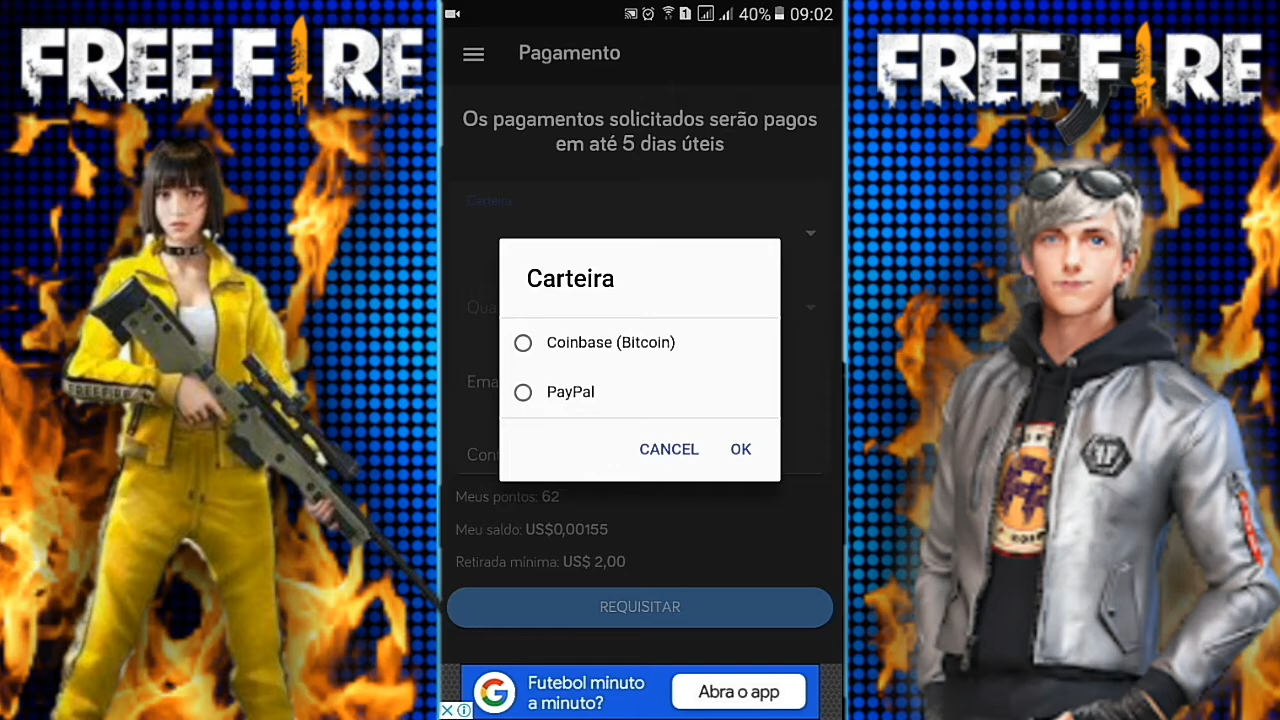 FREE FIRE
40% 09:02
Pagamento
Os pagamentos solicitados serão pagos
em até 5 dias úteis
Carteira
Carteira
Coinbase (Bitcoin)
PayPal
CANCEL OK
Meus pontos: 62
Meu saldo: US$0,00155
Retirada mínima: US$ 2,00
REQUISITAR
Futebol minuto
a minuto?
Abra o app
FREE FIRE
FREEFIRE